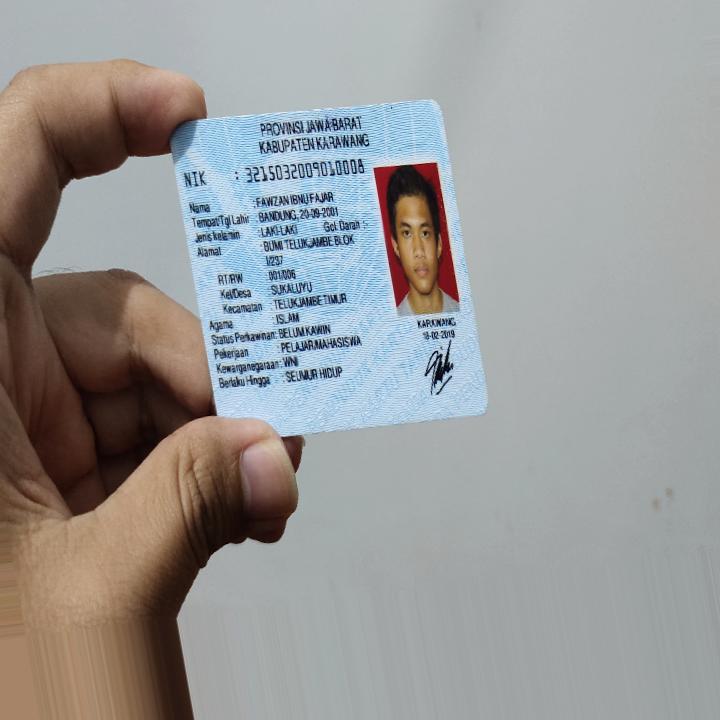 PROVINSI JAWA BARAT
KABUPATEN KARAWANG
NIK : 3215032009010008
Nama : FAWZAN IBNU FAJAR
Tempat/Tgl Lahir : BANDUNG, 20-09-2001
Jenis kelamin : LAKI-LAKI Gol. Darah :-
Alamat : BUMI TELUKJAMBE BLOK
I/237
RT/RW : 001/006
Kel/Desa : SUKALUYU
Kecamatan : TELUKJAMBE TIMUR
Agama : ISLAM
Status Perkawinan: BELUM KAWIN
Pekerjaan : PELAJAR/MAHASISWA
Kewarganegaraan: WNI
Berlaku Hingga : SEUMUR HIDUP
KARAWANG
18-02-2019